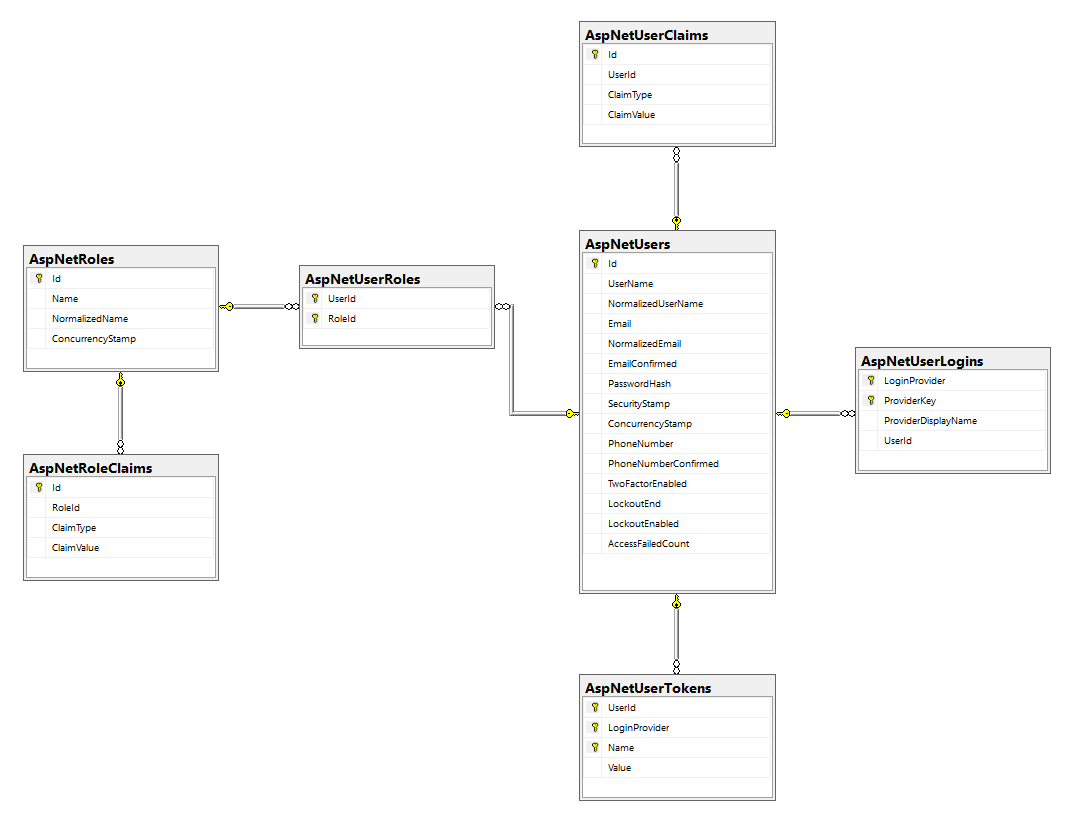 AspNetUserClaims
Id
UserId
ClaimType
ClaimValue
AspNetRoles
Id
Name
NormalizedName
ConcurrencyStamp
AspNetUserRoles
UserId
RoleId
AspNetUsers
Id
UserName
NormalizedUserName
Email
NormalizedEmail
EmailConfirmed
PasswordHash
SecurityStamp
ConcurrencyStamp
PhoneNumber
PhoneNumberConfirmed
TwoFactorEnabled
LockoutEnd
LockoutEnabled
AccessFailedCount
AspNetUserLogins
LoginProvider
ProviderKey
ProviderDisplayName
UserId
AspNetRoleClaims
Id
RoleId
ClaimType
ClaimValue
AspNetUserTokens
UserId
LoginProvider
Name
Value